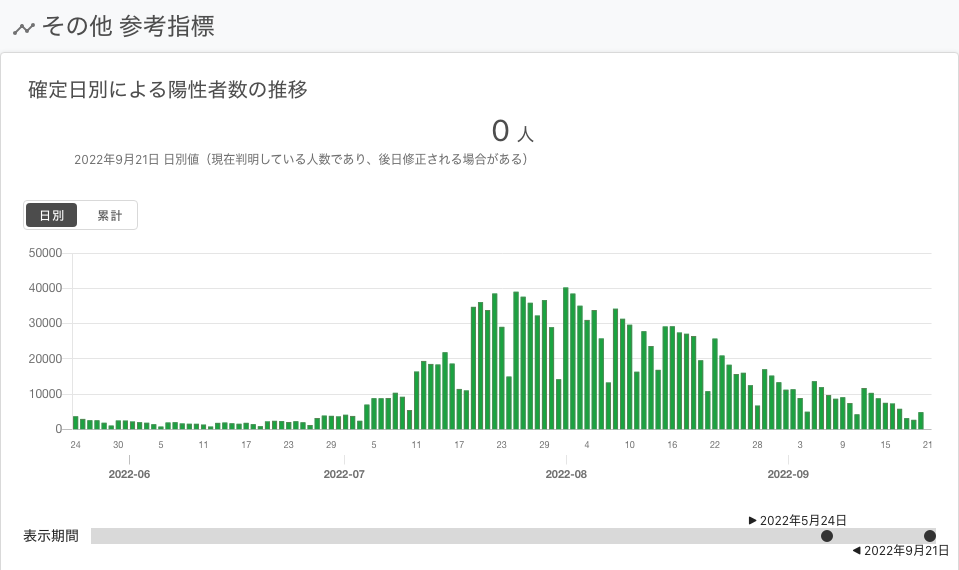 その他 参考指標
確定日別による陽性者数の推移
0 人
2022年9月21日 日別値（現在判明している人数であり、後日修正される場合がある）
日別 累計
50000
40000
30000
20000
10000
0
24 30 5 11 17 23 29 5 11 17 23 29 4 10 16 22 28 3 9 15 21
2022-06 2022-07 2022-08 2022-09
▶ 2022年5月24日
表示期間
◀ 2022年9月21日